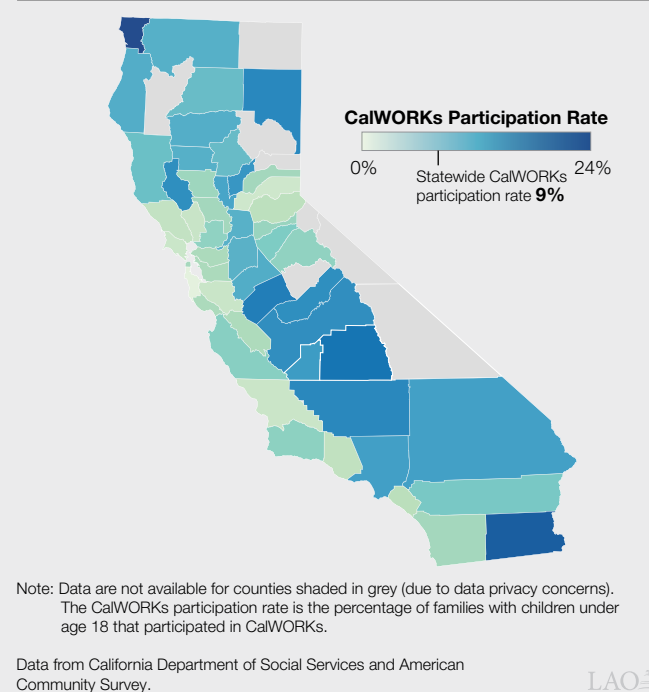 CalWORKs Participation Rate
0%
24%
Statewide CalWORKs
participation rate 9%
Note: Data are not available for counties shaded in grey (due to data privacy concerns).
The CalWORKs participation rate is the percentage of families with children under
age 18 that participated in CalWORKs.
Data from California Department of Social Services and American
Community Survey.
LAO